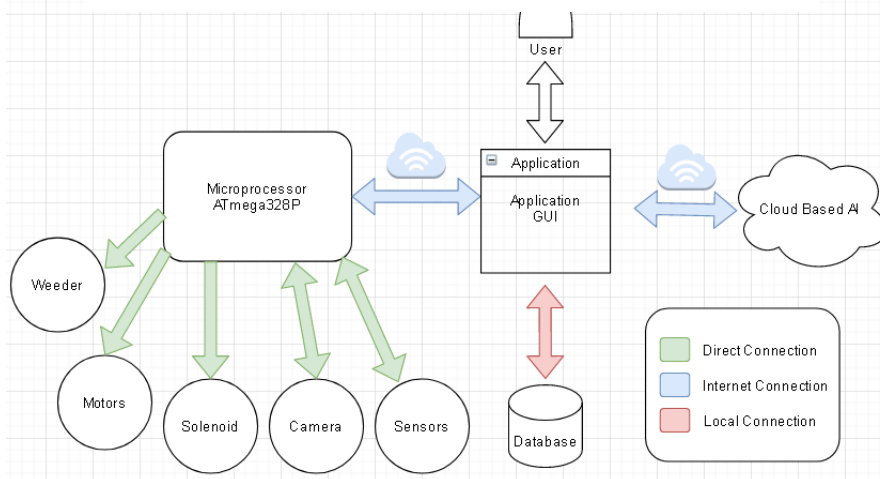 User
Microprocessor
ATmega328P
Application
Application
GUI
Cloud Based AI
Weeder
Motors
Solenoid
Camera
Sensors
Database
Direct Connection
Internet Connection
Local Connection